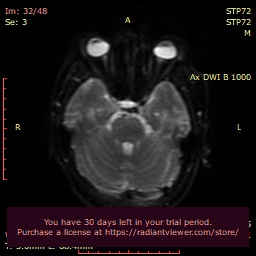 Im: 32/48
Se: 3
A
STP72
STP72
M
Ax DWI B 1000
R
L
You have 30 days left in your trial period.
Purchase a license at https://radiantviewer.com/store/